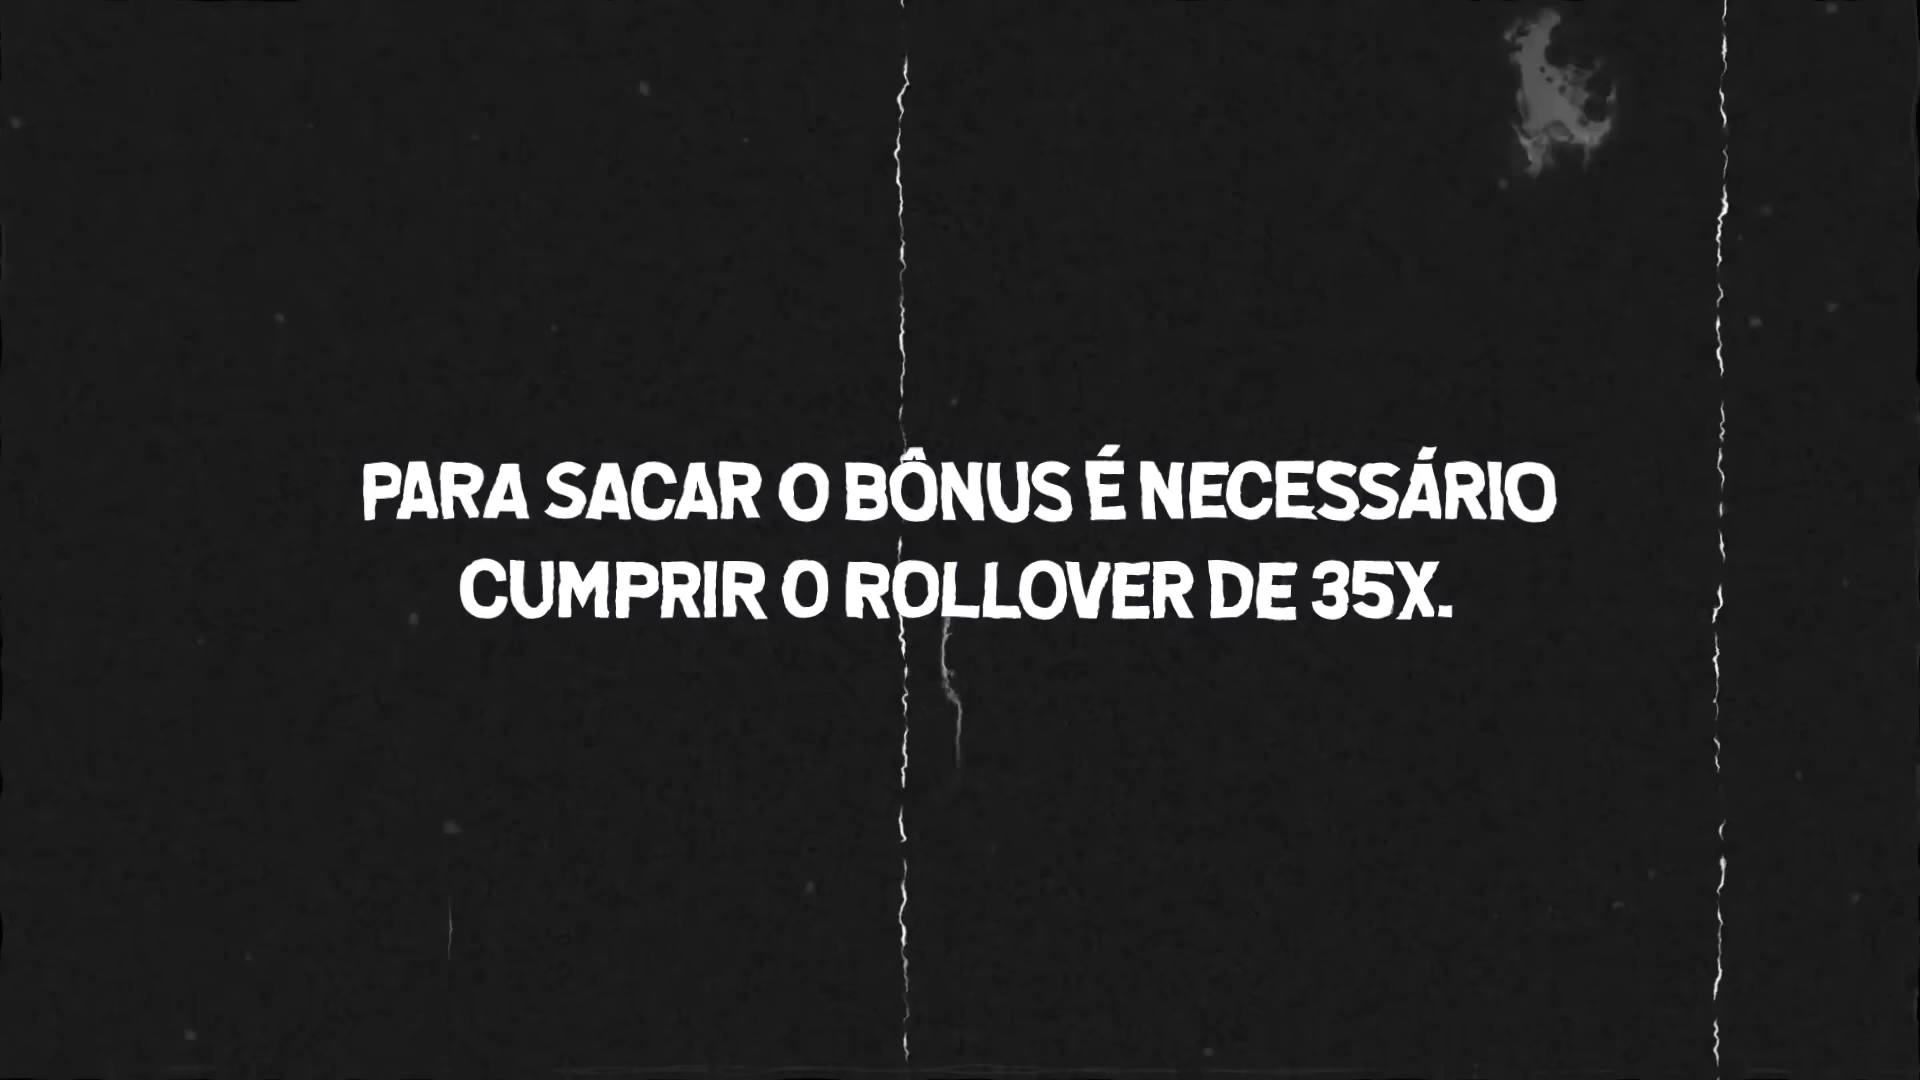 PARA SACAR O BÔNUS É NECESSÁRIO
CUMPRIR O ROLLOVER DE 35X.